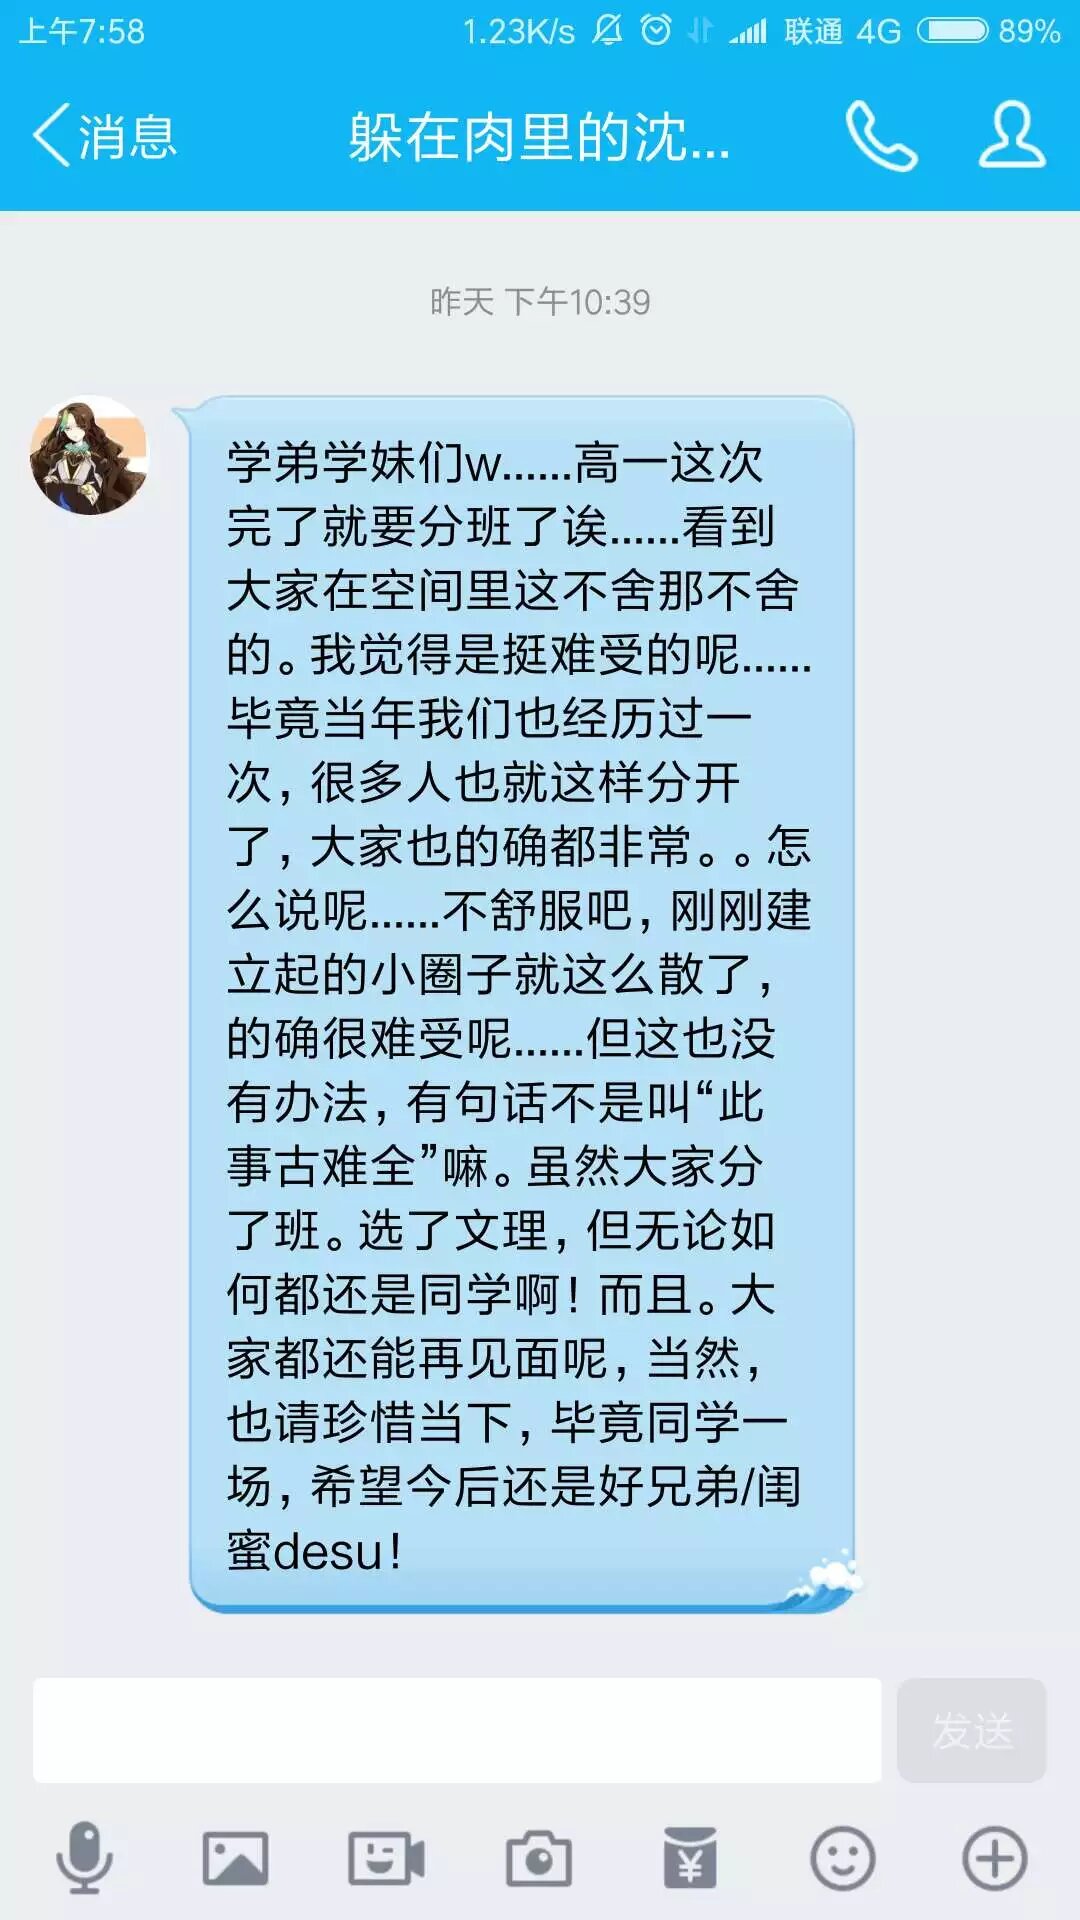 上午7:58 1.23K/s 联通 4G 89%
消息 躲在肉里的沈...
昨天 下午10:39
学弟学妹们w......高一这次
完了就要分班了诶......看到
大家在空间里这不舍那不舍
的。我觉得是挺难受的呢......
毕竟当年我们也经历过一
次，很多人也就这样分开
了，大家也的确都非常。。怎
么说呢......不舒服吧，刚刚建
立起的小圈子就这么散了，
的确很难受呢......但这也没
有办法，有句话不是叫“此
事古难全”嘛。虽然大家分
了班。选了文理，但无论如
何都还是同学啊！而且。大
家都还能再见面呢，当然，
也请珍惜当下，毕竟同学一
场，希望今后还是好兄弟/闺
蜜desu！
发送
¥